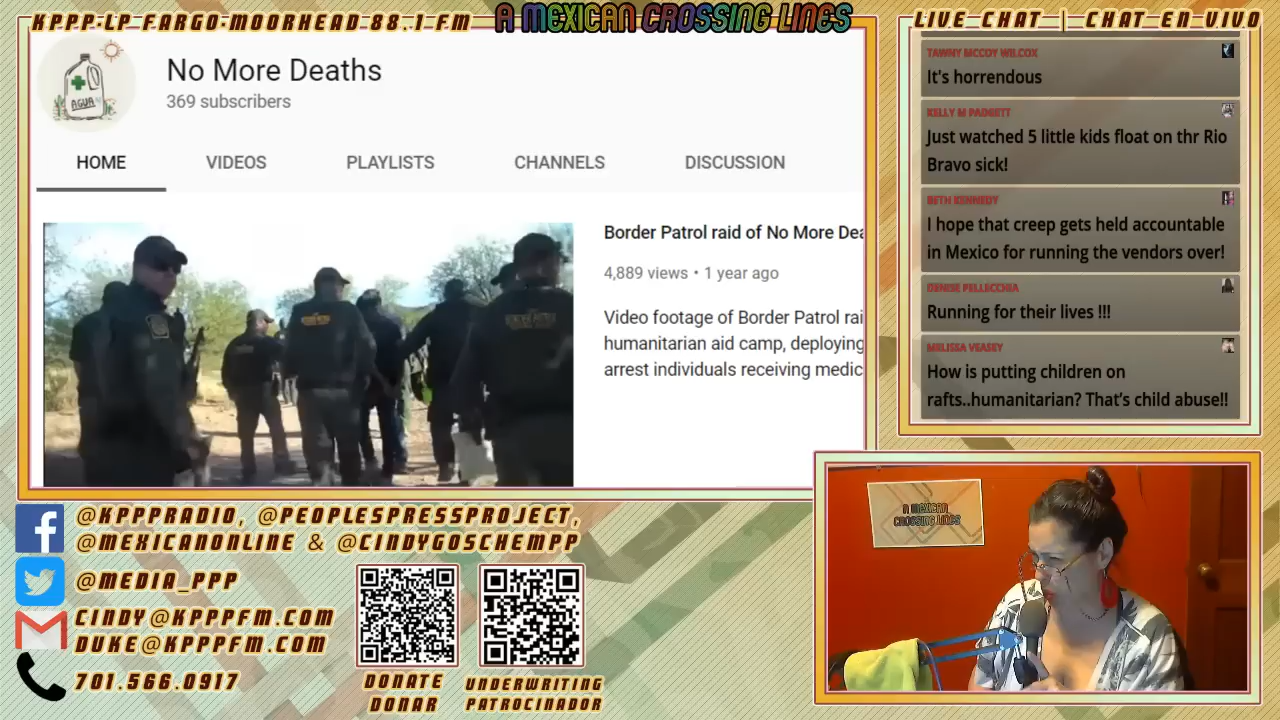 KPPP-LP FARGO-MOORHEAD 88.1 FM
A MEXICAN CROSSING LINES
LIVE CHAT | CHAT EN VIVO
AGUA
No More Deaths
369 subscribers
HOME
VIDEOS
PLAYLISTS
CHANNELS
DISCUSSION
Border Patrol raid of No More Dea
4,889 views • 1 year ago
Video footage of Border Patrol rai
humanitarian aid camp, deploying
arrest individuals receiving medic
TAWNY MCCOY WILCOX
It's horrendous
KELLY M PADGETT
Just watched 5 little kids float on thr Rio
Bravo sick!
BETH KENNEDY
I hope that creep gets held accountable
in Mexico for running the vendors over!
DENISE PELLECCHIA
Running for their lives !!!
MELISSA VEASEY
How is putting children on
rafts..humanitarian? That's child abuse!!
A MEXICAN
CROSSING LINES
@KPPPRADIO, @PEOPLESPRESSPROJECT,
@MEXICANONLINE & @CINDYGOSCHEMPP
@MEDIA_PPP
CINDY@KPPPFM.COM
DUKE@KPPPFM.COM
701.566.0917
DONATE
DONAR
UNDERWRITING
PATROCINADOR